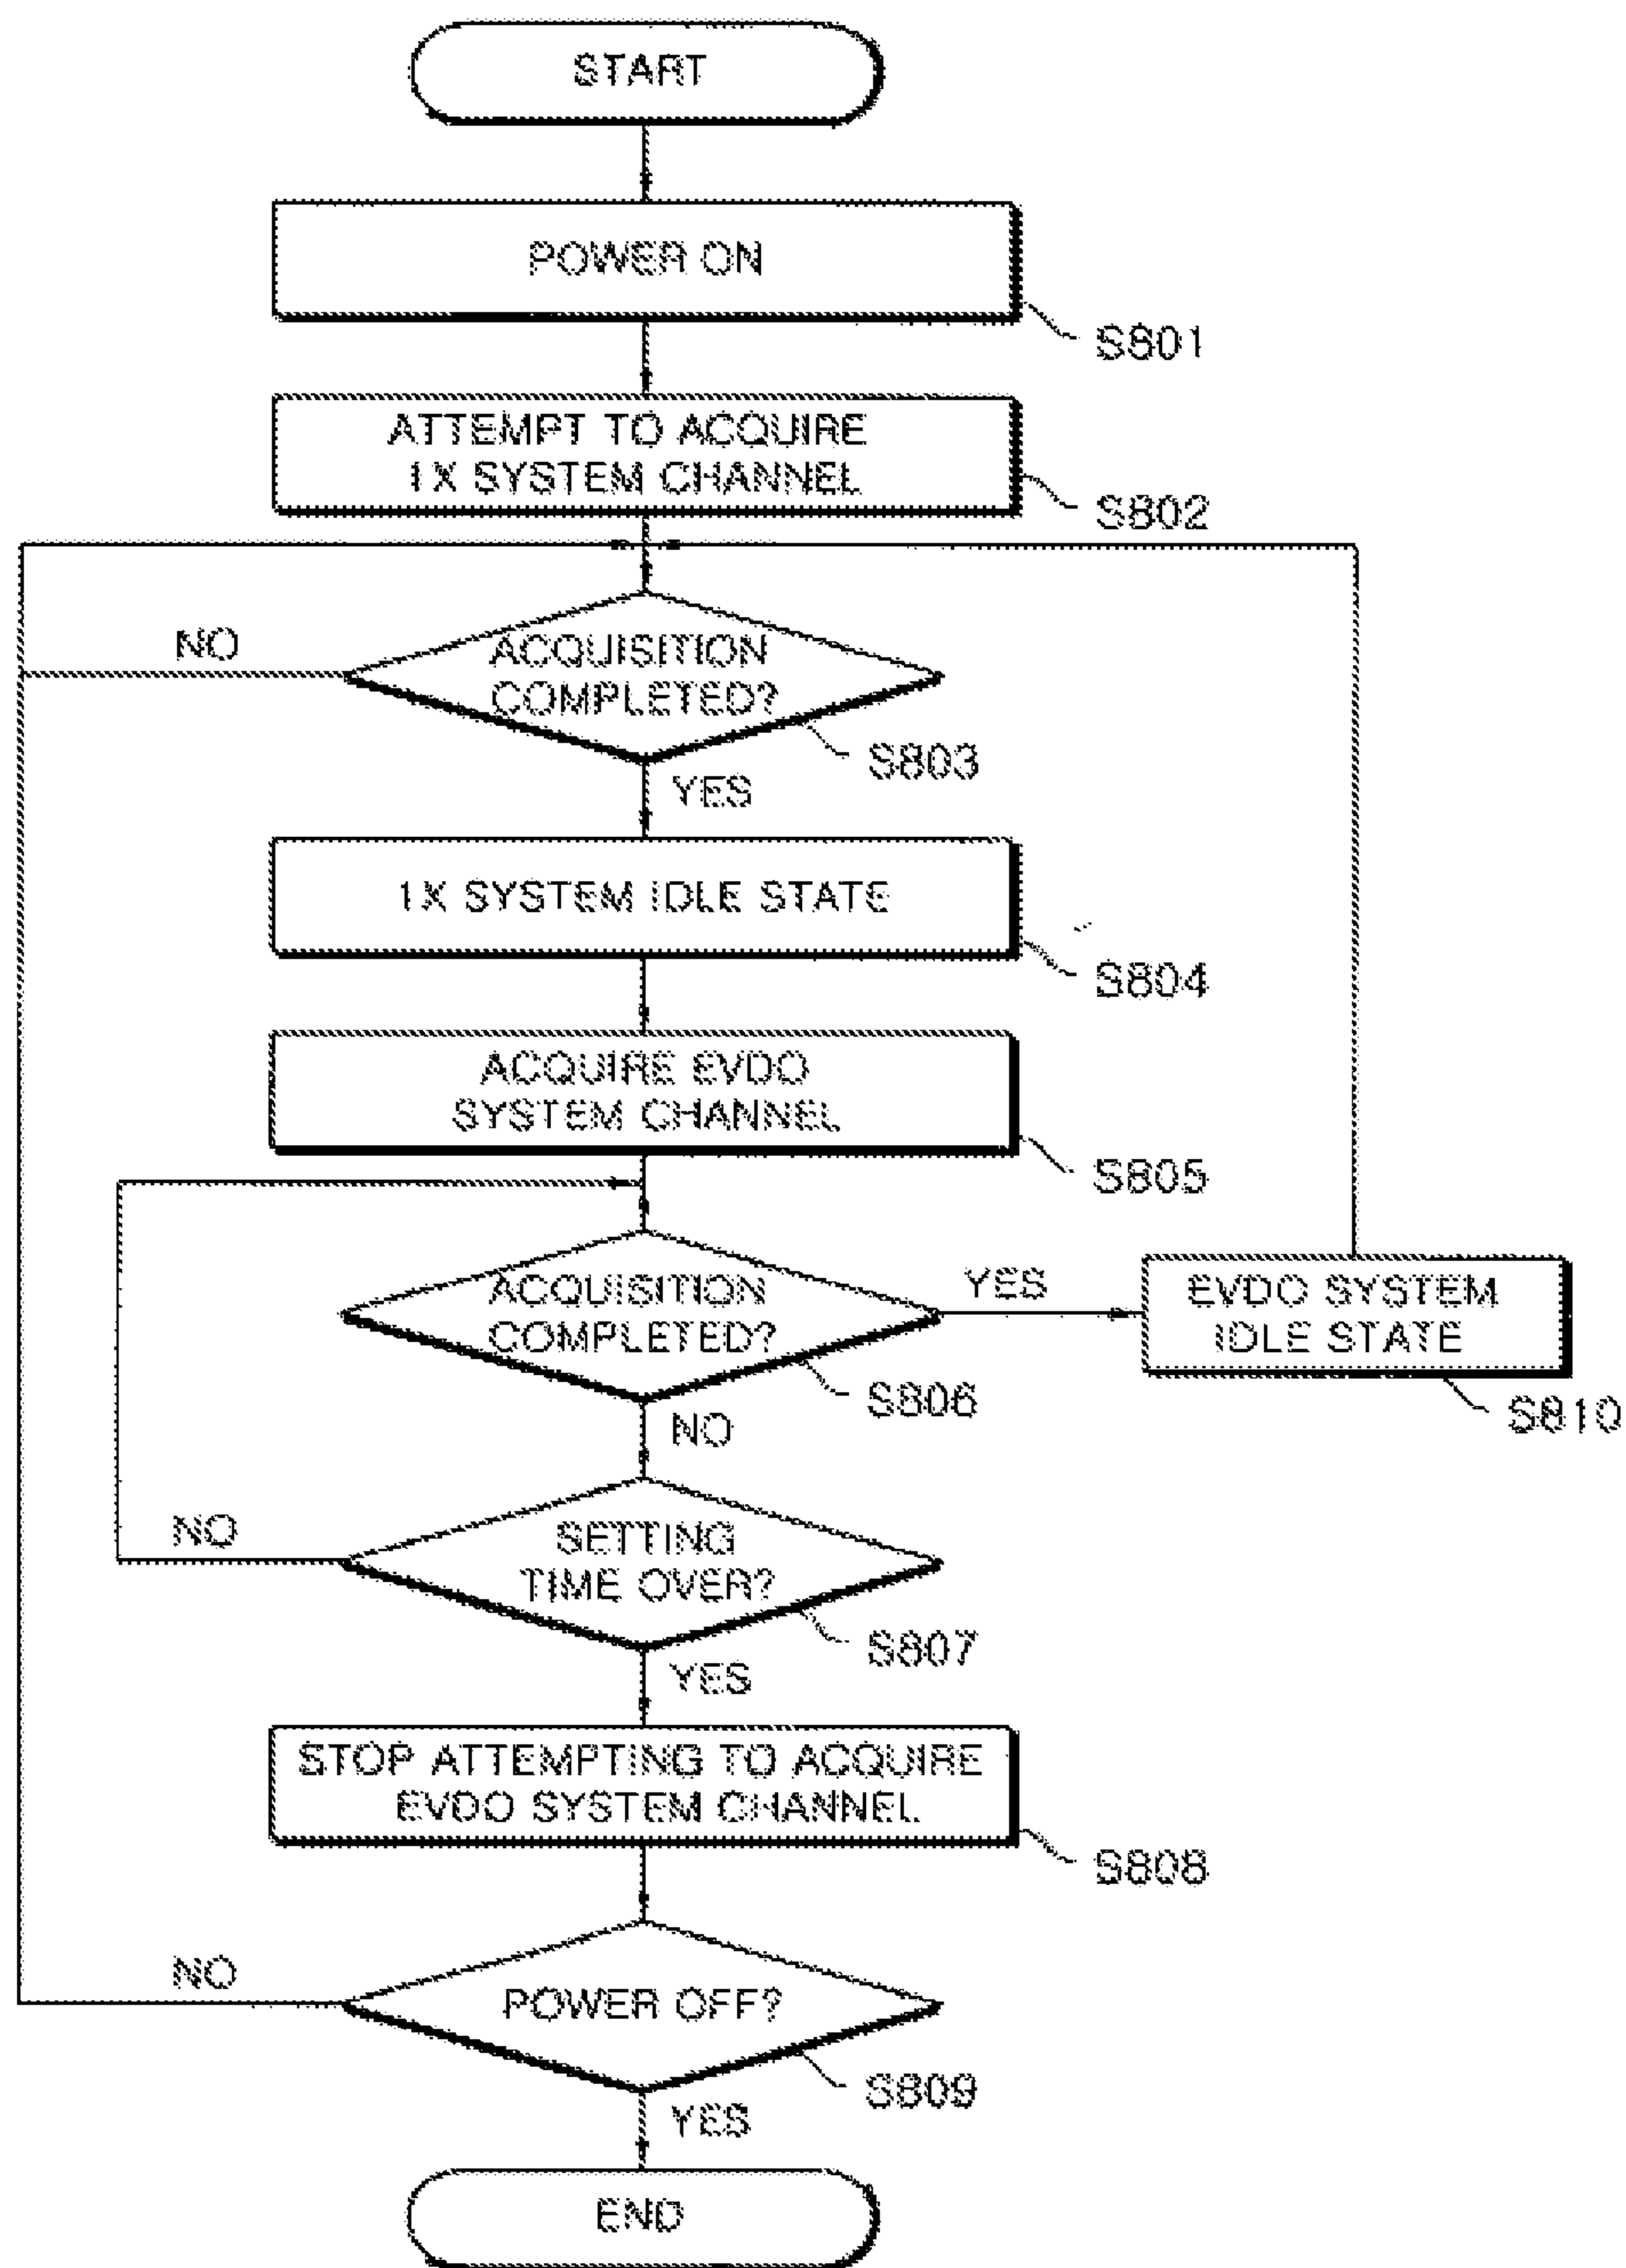 START
POWER ON
S801
ATTEMPT TO ACQUIRE
1X SYSTEM CHANNEL
S802
NO
ACQUISITION
COMPLETED?
S803
YES
1X SYSTEM IDLE STATE
S804
ACQUIRE EVDO
SYSTEM CHANNEL
S805
ACQUISITION
COMPLETED?
S806
YES
EVDO SYSTEM
IDLE STATE
S810
NO
NO
SETTING
TIME OVER?
S807
YES
STOP ATTEMPTING TO ACQUIRE
EVDO SYSTEM CHANNEL
S808
NO
POWER OFF?
S809
YES
END